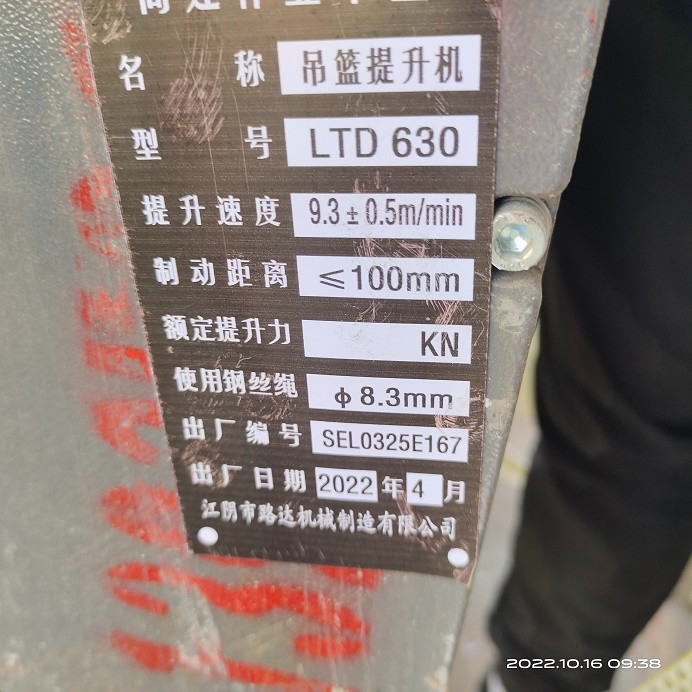 名称 吊篮提升机
型号 LTD 630
提升速度 9.3±0.5m/min
制动距离 ≤100mm
额定提升力 KN
使用钢丝绳 φ8.3mm
出厂编号 SEL0325E167
出厂日期 2022年4月
江阴市路达机械制造有限公司
2022.10.16 09:38